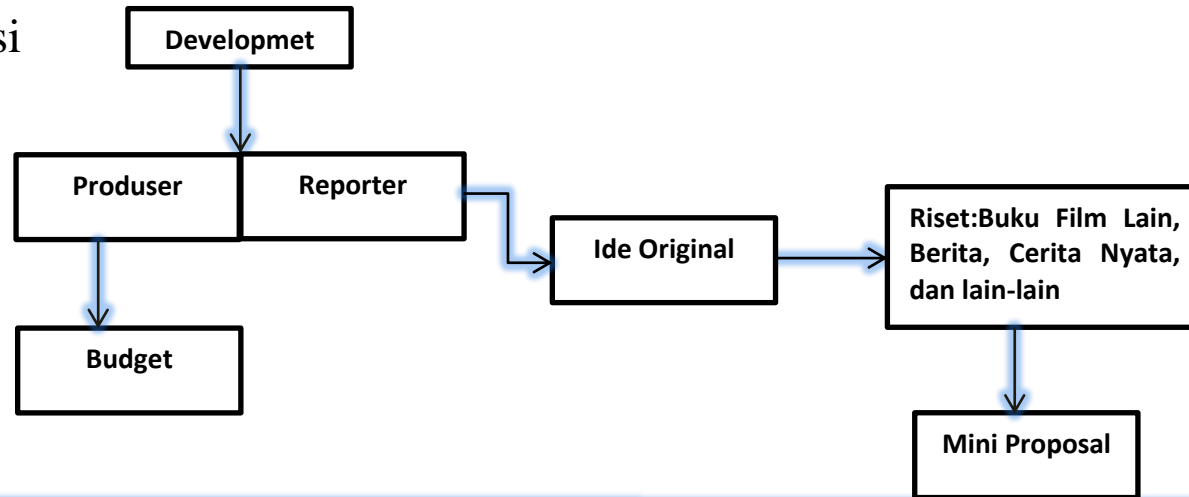 si
Developmet
Produser
Reporter
Ide Original
Riset:Buku Film Lain,
Berita, Cerita Nyata,
dan lain-lain
Budget
Mini Proposal